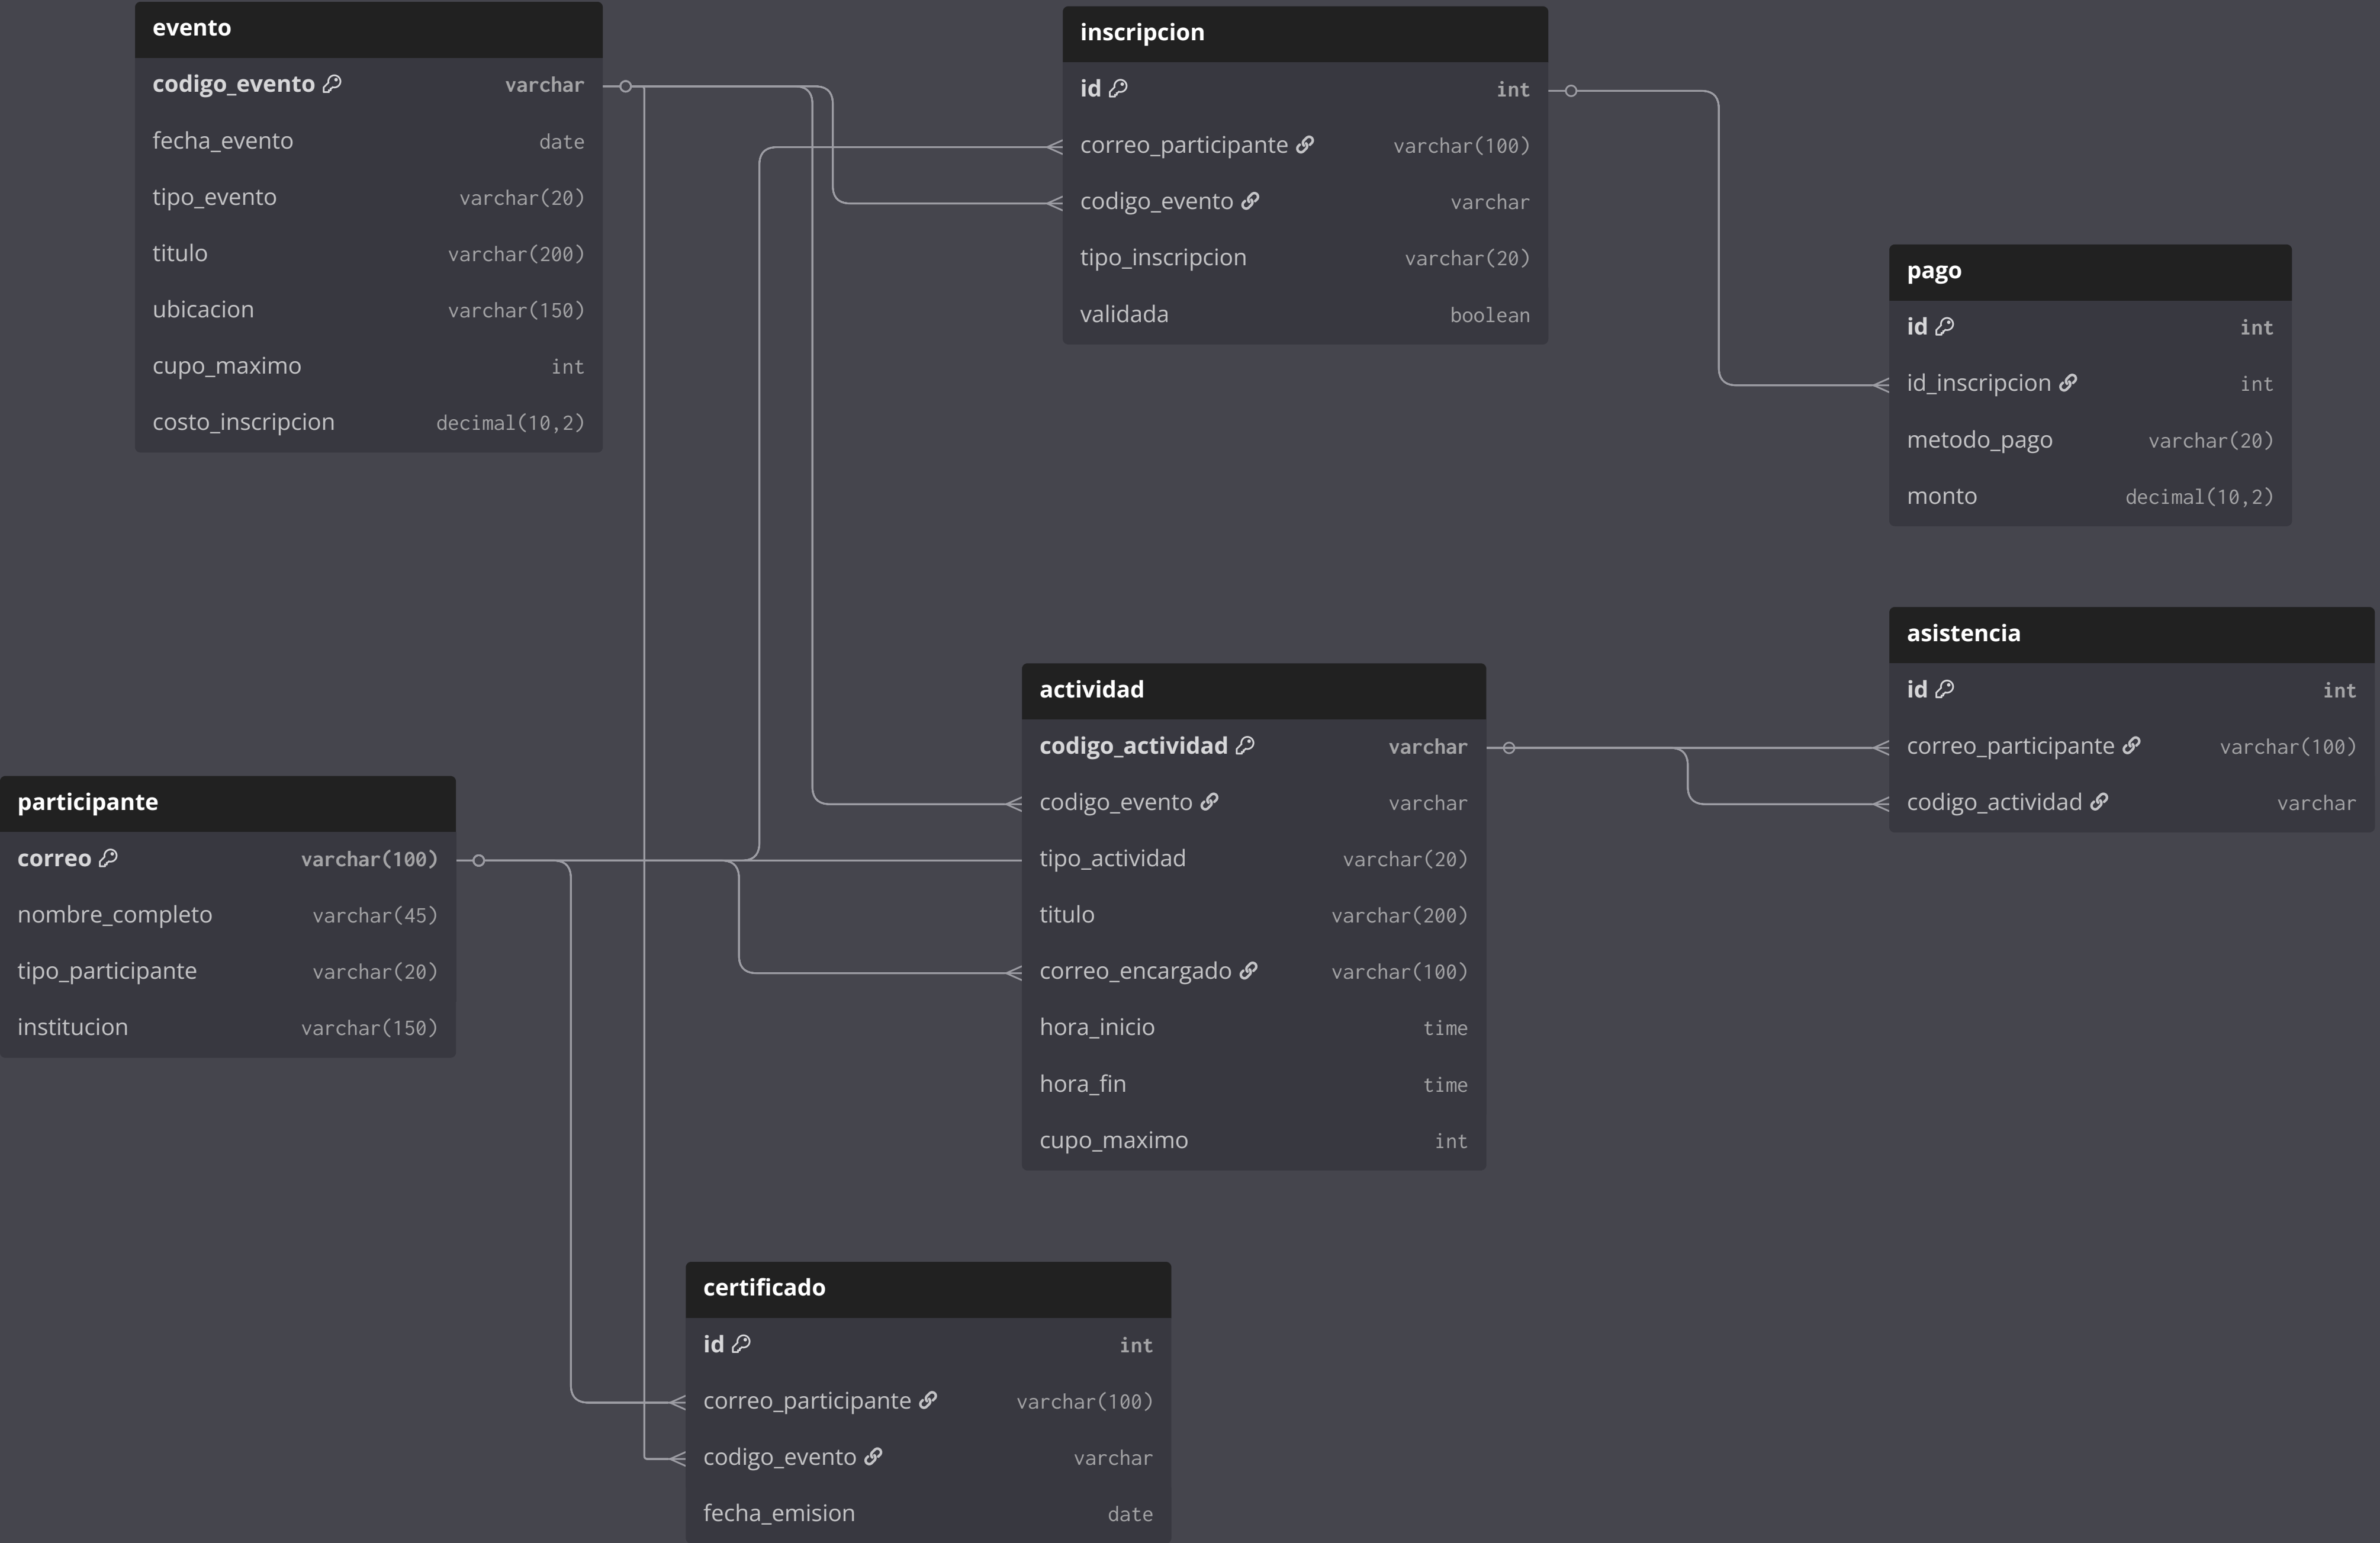 evento
codigo_evento varchar
fecha_evento date
tipo_evento varchar(20)
titulo varchar(200)
ubicacion varchar(150)
cupo_maximo int
costo_inscripcion decimal(10,2)
inscripcion
id int
correo_participante varchar(100)
codigo_evento varchar
tipo_inscripcion varchar(20)
validada boolean
pago
id int
id_inscripcion int
metodo_pago varchar(20)
monto decimal(10,2)
asistencia
id int
correo_participante varchar(100)
codigo_actividad varchar
actividad
codigo_actividad varchar
codigo_evento varchar
tipo_actividad varchar(20)
titulo varchar(200)
correo_encargado varchar(100)
hora_inicio time
hora_fin time
cupo_maximo int
participante
correo varchar(100)
nombre_completo varchar(45)
tipo_participante varchar(20)
institucion varchar(150)
certificado
id int
correo_participante varchar(100)
codigo_evento varchar
fecha_emision date